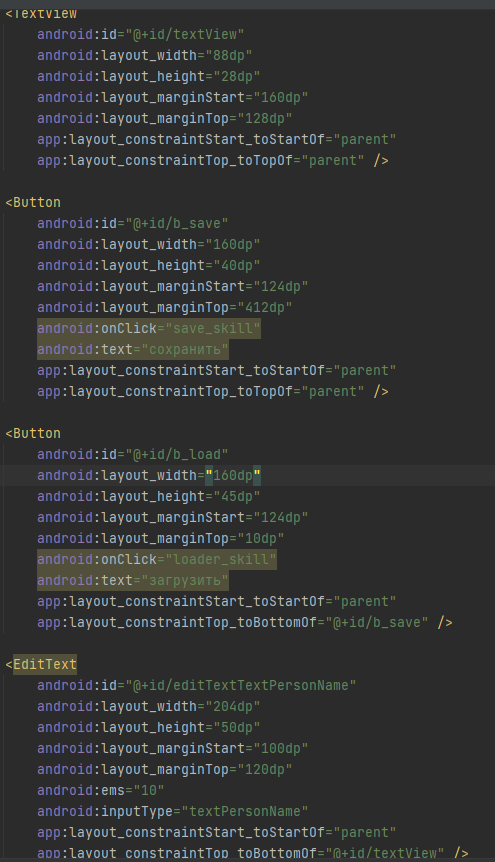 <TextView
android:id="@+id/textView"
android:layout_width="88dp"
android:layout_height="28dp"
android:layout_marginStart="160dp"
android:layout_marginTop="128dp"
app:layout_constraintStart_toStartOf="parent"
app:layout_constraintTop_toTopOf="parent" />
<Button
android:id="@+id/b_save"
android:layout_width="160dp"
android:layout_height="40dp"
android:layout_marginStart="124dp"
android:layout_marginTop="412dp"
android:onClick="save_skill"
android:text="сохранить"
app:layout_constraintStart_toStartOf="parent"
app:layout_constraintTop_toTopOf="parent" />
<Button
android:id="@+id/b_load"
android:layout_width="160dp"
android:layout_height="45dp"
android:layout_marginStart="124dp"
android:layout_marginTop="10dp"
android:onClick="loader_skill"
android:text="загрузить"
app:layout_constraintStart_toStartOf="parent"
app:layout_constraintTop_toBottomOf="@+id/b_save" />
<EditText
android:id="@+id/editTextTextPersonName"
android:layout_width="204dp"
android:layout_height="50dp"
android:layout_marginStart="100dp"
android:layout_marginTop="120dp"
android:ems="10"
android:inputType="textPersonName"
app:layout_constraintStart_toStartOf="parent"
app:layout_constraintTop_toBottomOf="@+id/textView" />